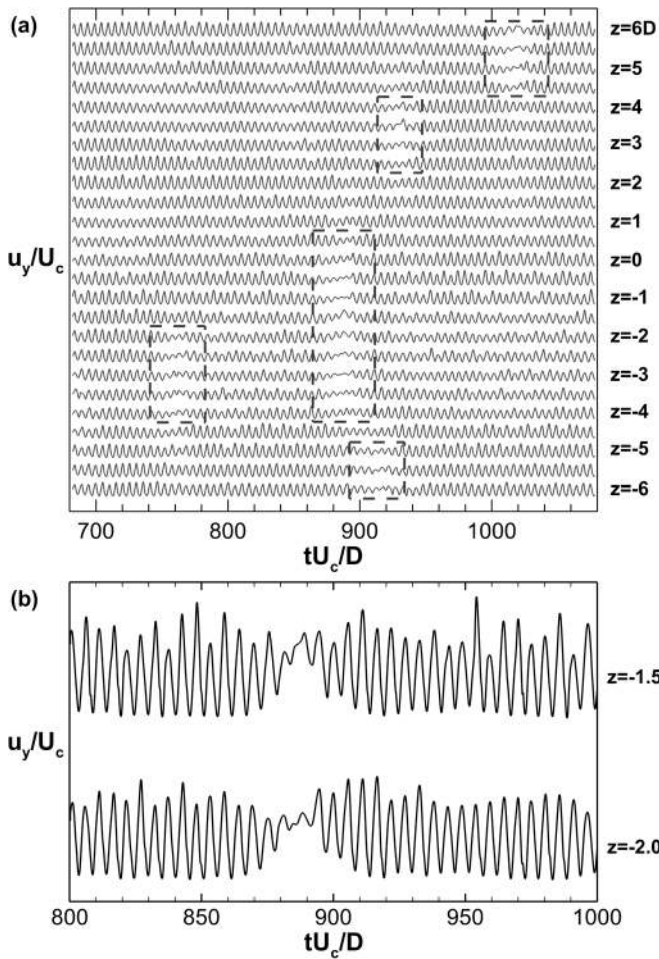 (a)
z=6D
z=5
z=4
z=3
z=2
z=1
u_y/U_c
z=0
z=-1
z=-2
z=-3
z=-4
z=-5
z=-6
700 800 900 1000
tU_c/D
(b)
z=-1.5
u_y/U_c
z=-2.0
800 850 900 950 1000
tU_c/D